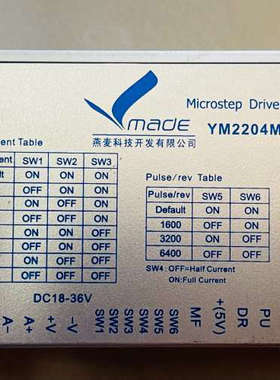 made
燕麦科技开发有限公司
Microstep Drive
YM2204M
ent Table
ent SW1 SW2 SW3
ult ON ON ON
OFF ON ON
ON OFF ON
OFF OFF ON
ON ON OFF
OFF ON OFF
ON OFF OFF
OFF OFF OFF
Pulse/rev Table
Pulse/rev SW5 SW6
Default ON ON
1600 OFF ON
3200 ON OFF
6400 OFF OFF
SW4: OFF=Half Current
ON:Full Current
DC18-36V
A-
A+
-V
+V
SW1
SW2
SW3
SW4
SW5
SW6
MF
+(5V)
DR
PU